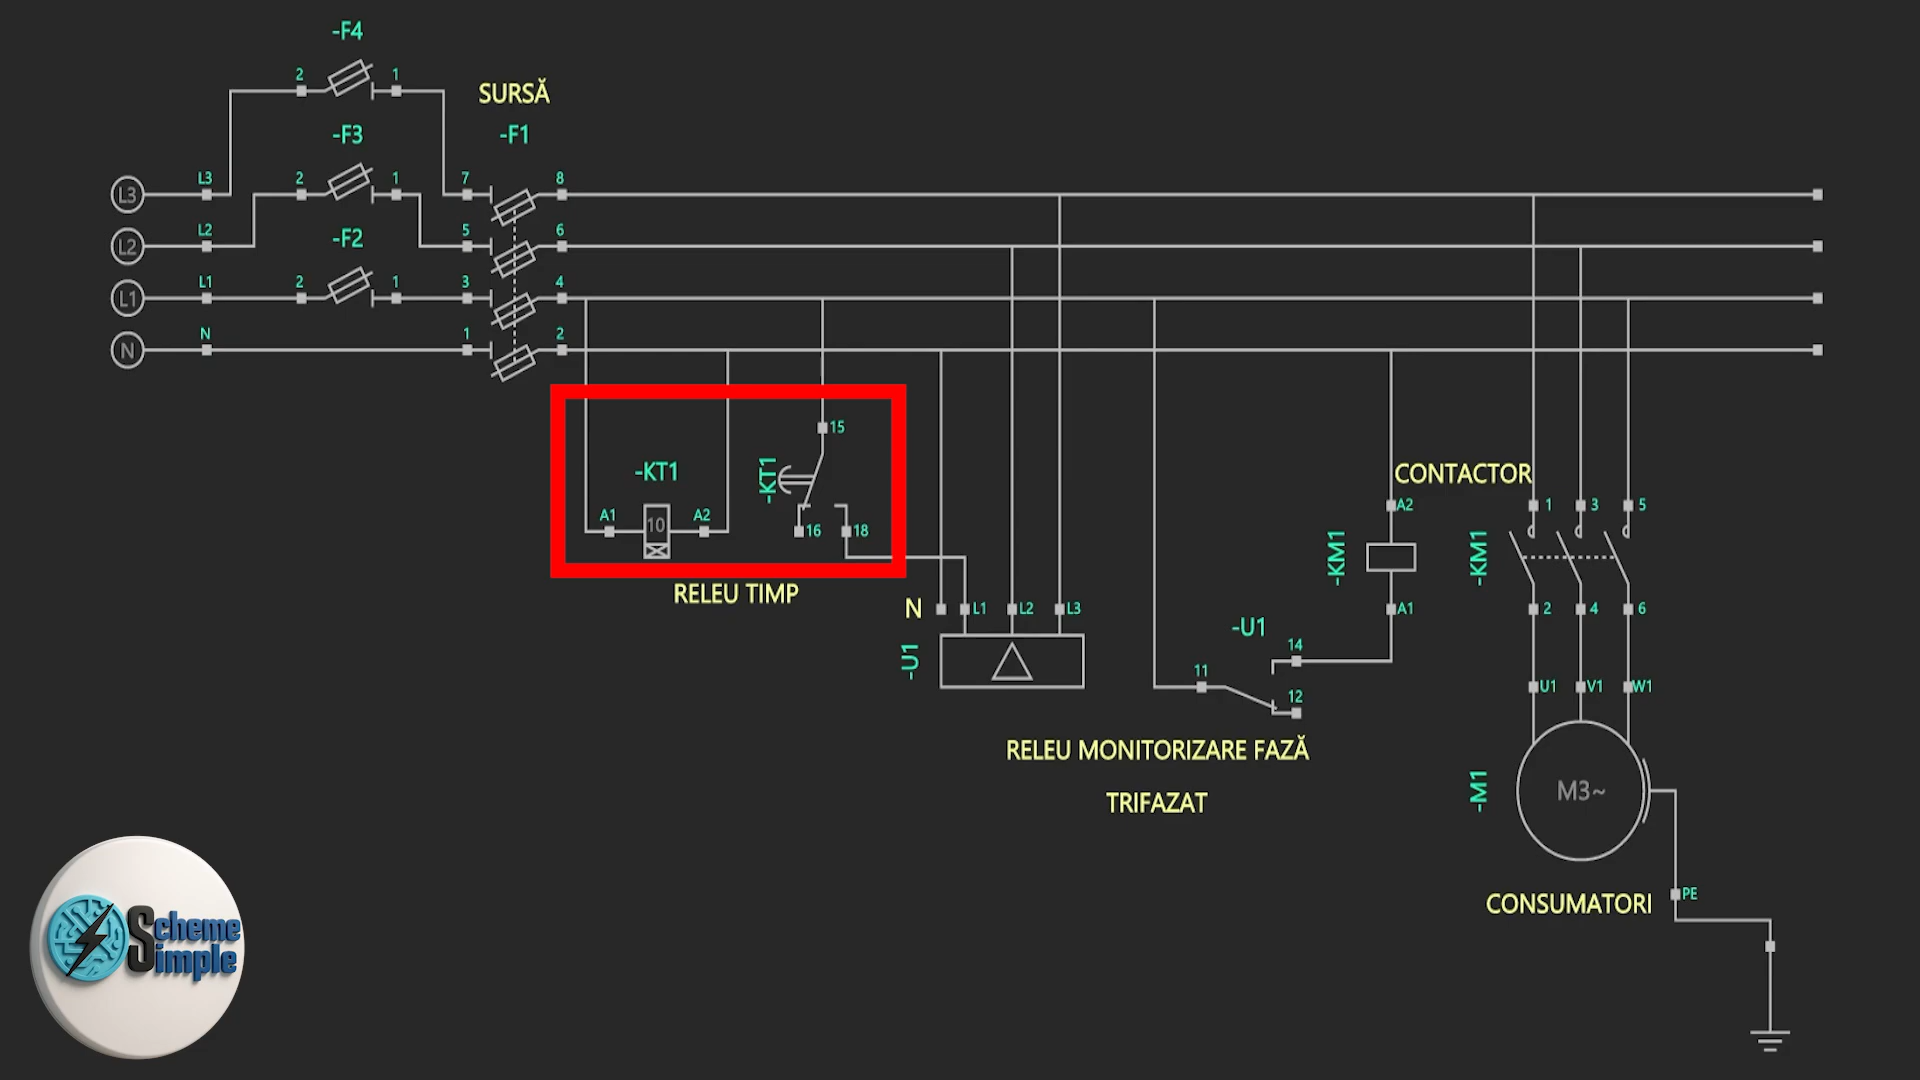 -F4
2 1
SURSĂ
-F3
-F1
L3 L3 2 1 7 8
-F2
L2 L2 5 6
L1 L1 2 1 3 4
N N 1 2
15
-KT1
-KT1
A1 10 A2
16 18
RELEU TIMP
N L1 L2 L3
-U1
-U1
11 14 12
RELEU MONITORIZARE FAZĂ
TRIFAZAT
CONTACTOR
A2
-KM1
A1
-KM1
1 3 5
2 4 6
U1 V1 W1
-M1
M3~
PE
CONSUMATORI
Scheme
Simple